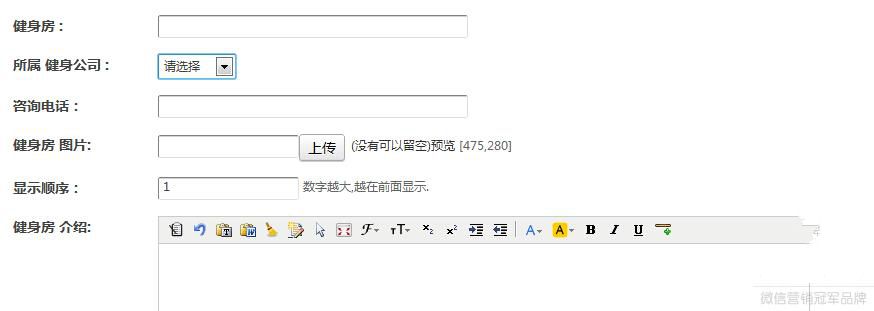 健身房：
所属 健身公司： 请选择
咨询电话：
健身房 图片: 上传 (没有可以留空)预览 [475,280]
显示顺序： 1 数字越大,越在前面显示.
健身房 介绍:
微信营销冠军品牌